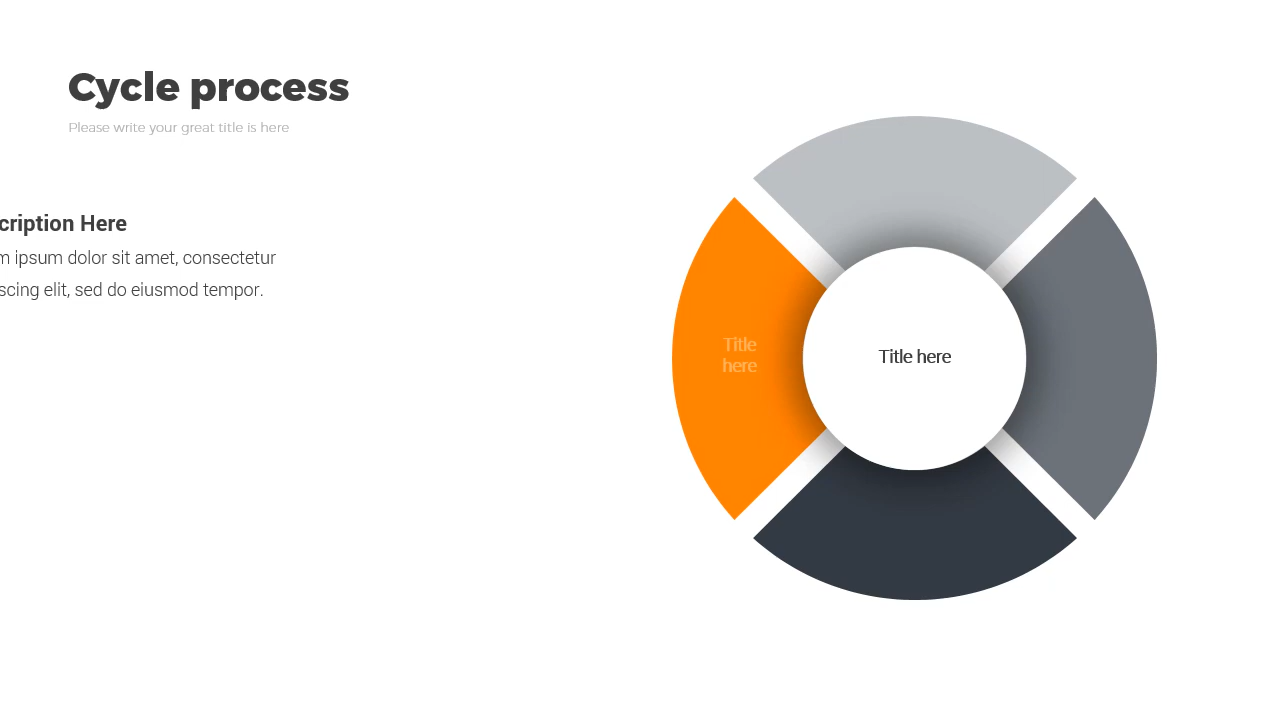 Cycle process
Please write your great title is here
cription Here
m ipsum dolor sit amet, consectetur
scing elit, sed do eiusmod tempor.
Title
here
Title here